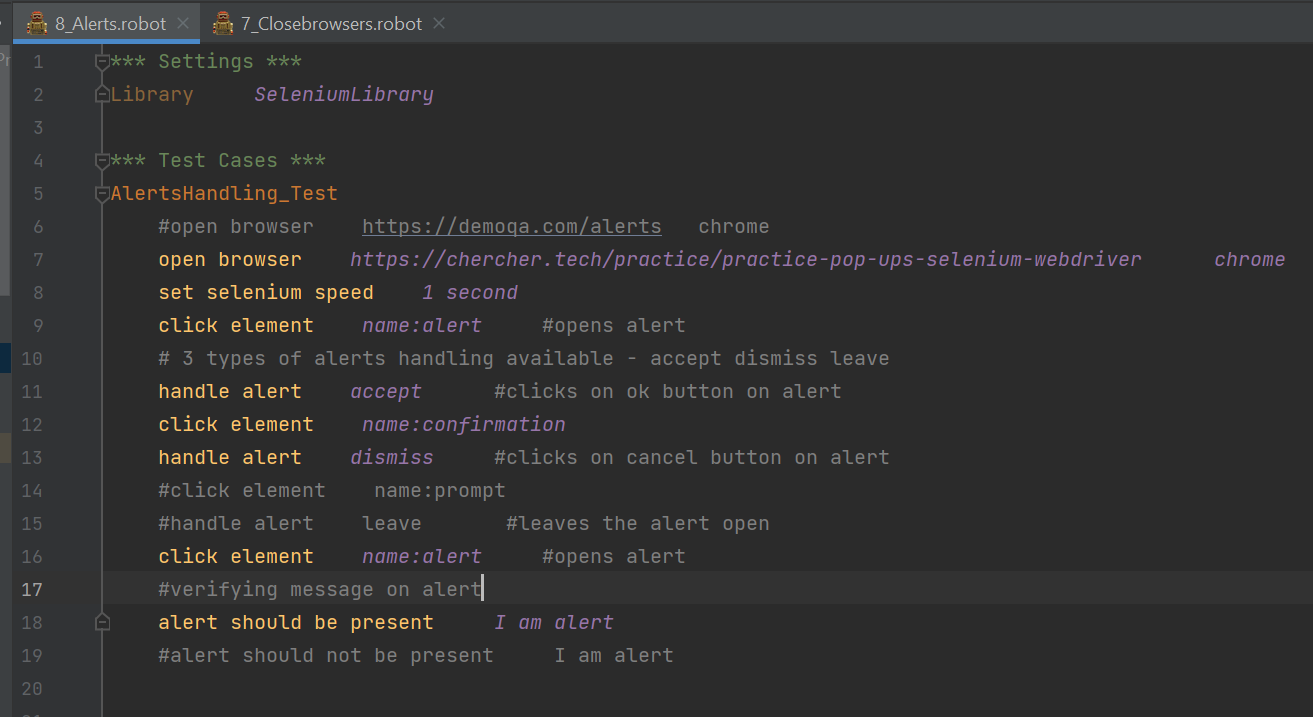 8_Alerts.robot 7_Closebrowsers.robot
1 *** Settings ***
2 Library SeleniumLibrary
3
4 *** Test Cases ***
5 AlertsHandling_Test
6 #open browser https://demoqa.com/alerts chrome
7 open browser https://chercher.tech/practice/practice-pop-ups-selenium-webdriver chrome
8 set selenium speed 1 second
9 click element name:alert #opens alert
10 # 3 types of alerts handling available - accept dismiss leave
11 handle alert accept #clicks on ok button on alert
12 click element name:confirmation
13 handle alert dismiss #clicks on cancel button on alert
14 #click element name:prompt
15 #handle alert leave #leaves the alert open
16 click element name:alert #opens alert
17 #verifying message on alert
18 alert should be present I am alert
19 #alert should not be present I am alert
20